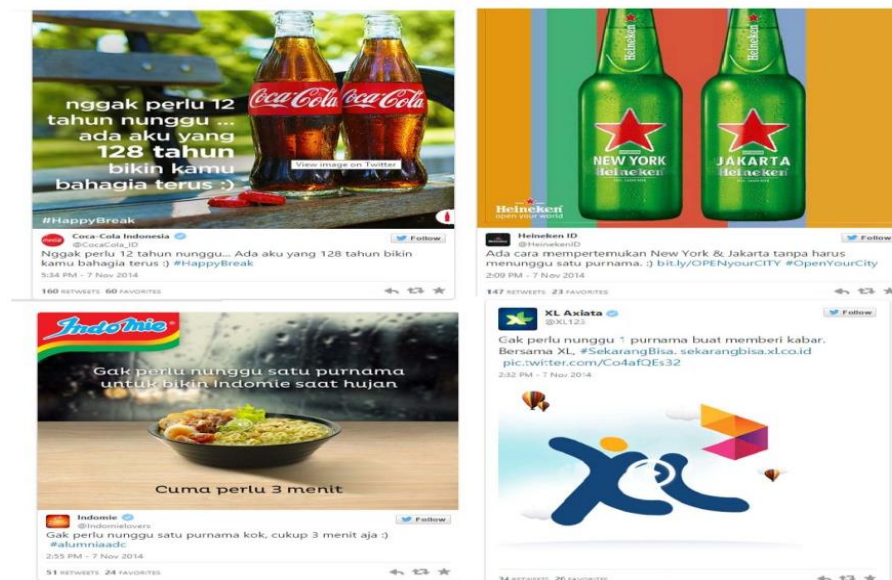 nggak perlu 12
tahun nunggu ...
ada aku yang
128 tahun
bikin kamu
bahagia terus :)
#HappyBreak
Coca-Cola Coca-Cola
View image on Twitter
Coca-Cola Indonesia
@CocaCola_ID
Follow
Nggak perlu 12 tahun nunggu... Ada aku yang 128 tahun bikin
kamu bahagia terus :) #HappyBreak
5:34 PM - 7 Nov 2014
160 RETWEETS 60 FAVORITES
Heineken Heineken
NEW YORK
Heineken
JAKARTA
Heineken
Heineken
open your world
Heineken ID
@HeinekenID
Follow
Ada cara mempertemukan New York & Jakarta tanpa harus
menunggu satu purnama. :) bit.ly/OPENyourCITY #OpenYourCity
2:09 PM - 7 Nov 2014
147 RETWEETS 23 FAVORITES
Indomie
Gak perlu nunggu satu purnama
untuk bikin Indomie saat hujan
Cuma perlu 3 menit
Indomie
@Indomielovers
Follow
Gak perlu nunggu satu purnama kok, cukup 3 menit aja :)
#alumniaadc
2:55 PM - 7 Nov 2014
51 RETWEETS 24 FAVORITES
XL Axiata
@XL123
Follow
Gak perlu nunggu 1 purnama buat memberi kabar.
Bersama XL, #SekarangBisa. sekarangbisa.xl.co.id
pic.twitter.com/Co4afQEs32
2:32 PM - 7 Nov 2014
XL
34 RETWEETS 26 FAVORITES